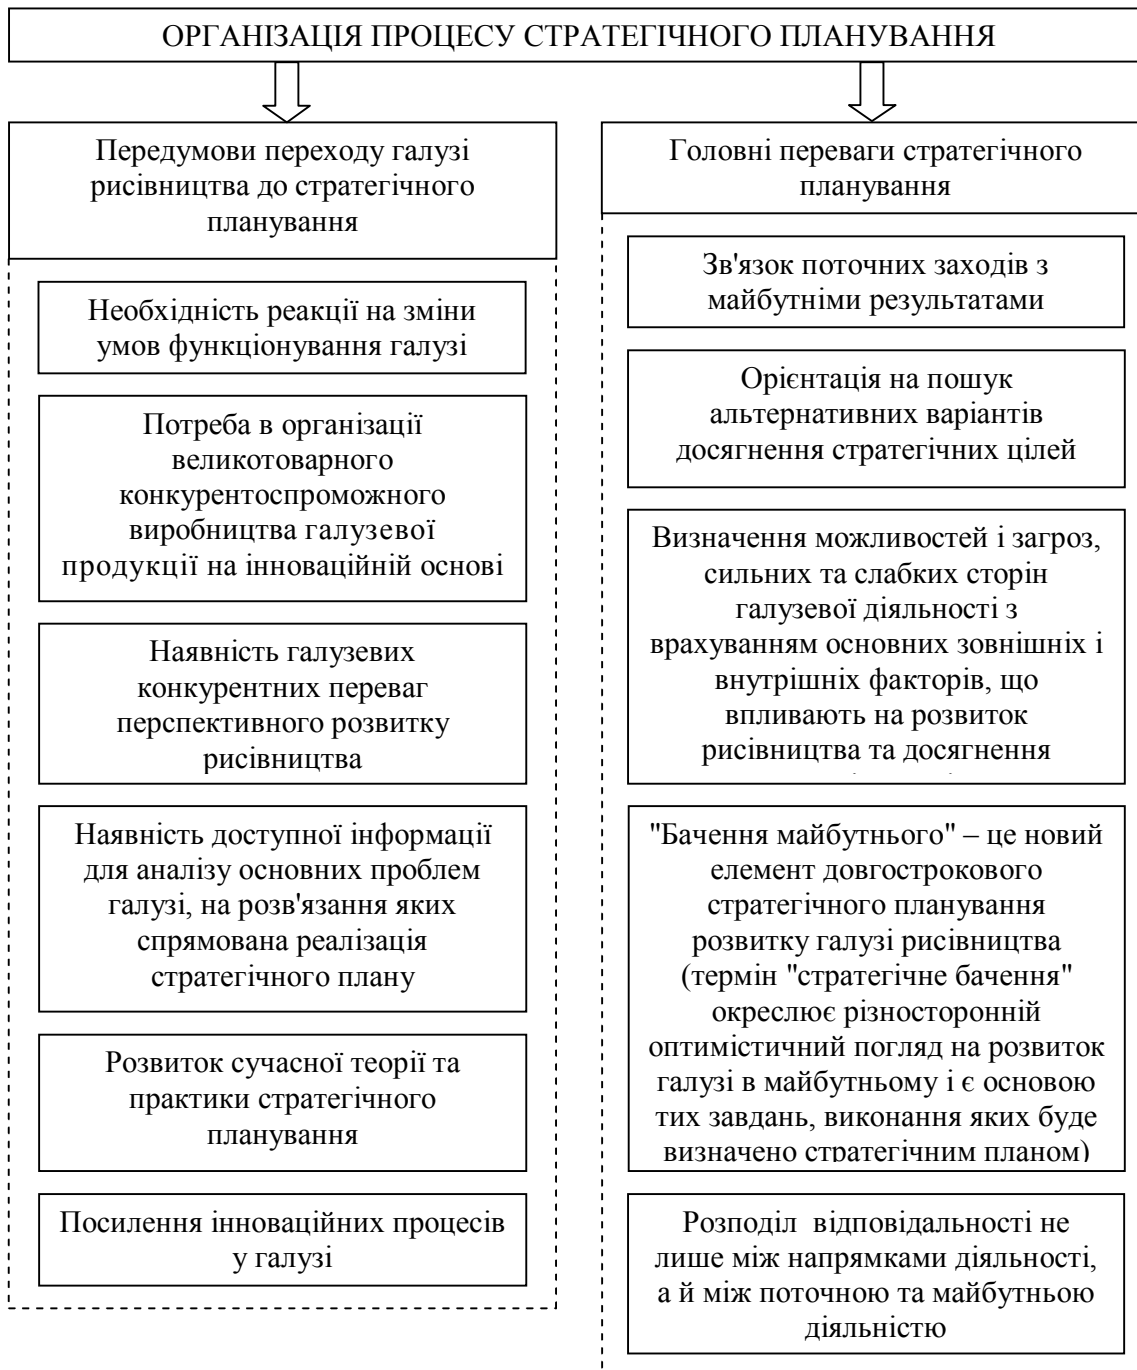 ОРГАНІЗАЦІЯ ПРОЦЕСУ СТРАТЕГІЧНОГО ПЛАНУВАННЯ
Передумови переходу галузі
рисівництва до стратегічного
планування
Необхідність реакції на зміни
умов функціонування галузі
Потреба в організації
великотоварного
конкурентоспроможного
виробництва галузевої
продукції на інноваційній основі
Наявність галузевих
конкурентних переваг
перспективного розвитку
рисівництва
Наявність доступної інформації
для аналізу основних проблем
галузі, на розв'язання яких
спрямована реалізація
стратегічного плану
Розвиток сучасної теорії та
практики стратегічного
планування
Посилення інноваційних процесів
у галузі
Головні переваги стратегічного
планування
Зв'язок поточних заходів з
майбутніми результатами
Орієнтація на пошук
альтернативних варіантів
досягнення стратегічних цілей
Визначення можливостей і загроз,
сильних та слабких сторін
галузевої діяльності з
врахуванням основних зовнішніх і
внутрішніх факторів, що
впливають на розвиток
рисівництва та досягнення
"Бачення майбутнього" – це новий
елемент довгострокового
стратегічного планування
розвитку галузі рисівництва
(термін "стратегічне бачення"
окреслює різносторонній
оптимістичний погляд на розвиток
галузі в майбутньому і є основою
тих завдань, виконання яких буде
визначено стратегічним планом)
Розподіл відповідальності не
лише між напрямками діяльності,
а й між поточною та майбутньою
діяльністю